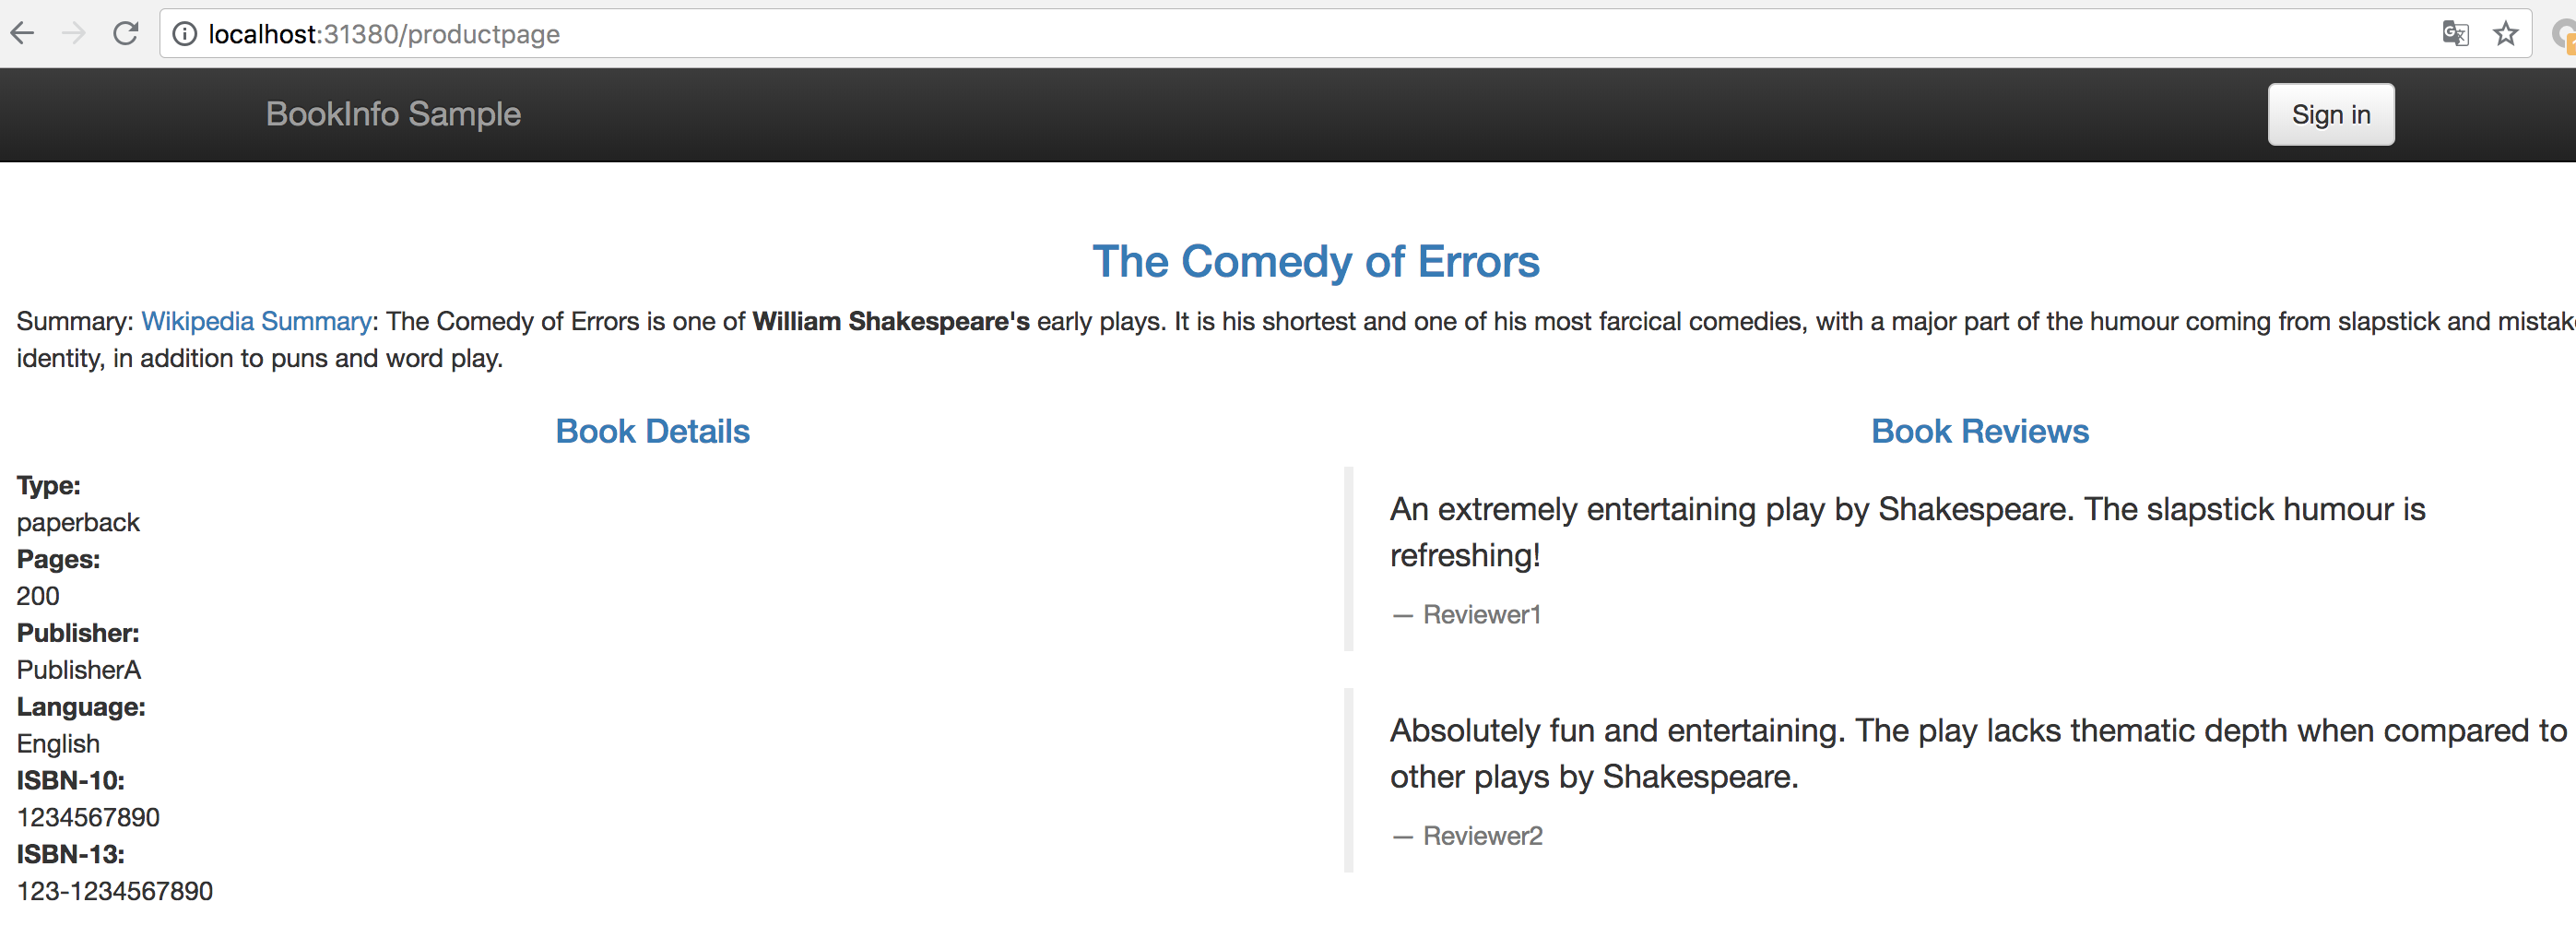 localhost:31380/productpage
BookInfo Sample
Sign in
The Comedy of Errors
Summary: Wikipedia Summary: The Comedy of Errors is one of William Shakespeare's early plays. It is his shortest and one of his most farcical comedies, with a major part of the humour coming from slapstick and
identity, in addition to puns and word play.
Book Details
Type:
paperback
Pages:
200
Publisher:
PublisherA
Language:
English
ISBN-10:
1234567890
ISBN-13:
123-1234567890
Book Reviews
An extremely entertaining play by Shakespeare. The slapstick humour is
refreshing!
— Reviewer1
Absolutely fun and entertaining. The play lacks thematic depth when compared to
other plays by Shakespeare.
— Reviewer2